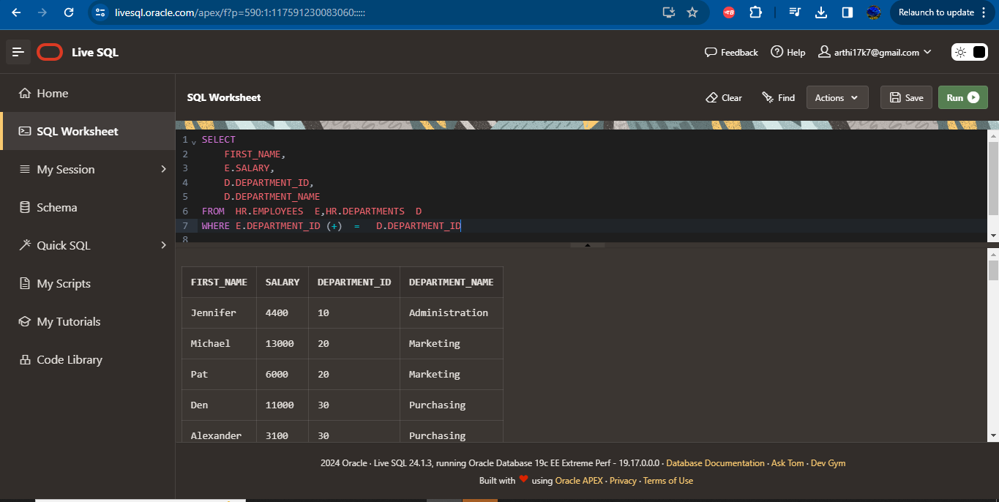 livesql.oracle.com/apex/f?p=590:1:117591230083060:::::
Relaunch to update
Live SQL
Feedback
Help
arthi17k7@gmail.com
Home
SQL Worksheet
My Session
Schema
Quick SQL
My Scripts
My Tutorials
Code Library
SQL Worksheet
Clear
Find
Actions
Save
Run
1 SELECT
2 FIRST_NAME,
3 E.SALARY,
4 D.DEPARTMENT_ID,
5 D.DEPARTMENT_NAME
6 FROM HR.EMPLOYEES E,HR.DEPARTMENTS D
7 WHERE E.DEPARTMENT_ID (+) = D.DEPARTMENT_ID
8
FIRST_NAME SALARY DEPARTMENT_ID DEPARTMENT_NAME
Jennifer 4400 10 Administration
Michael 13000 20 Marketing
Pat 6000 20 Marketing
Den 11000 30 Purchasing
Alexander 3100 30 Purchasing
2024 Oracle · Live SQL 24.1.3, running Oracle Database 19c EE Extreme Perf - 19.17.0.0.0 · Database Documentation · Ask Tom · Dev Gym
Built with ❤ using Oracle APEX · Privacy · Terms of Use